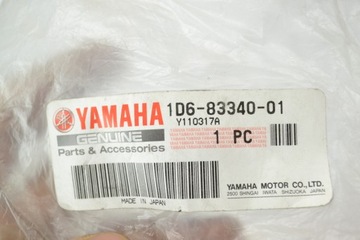 YAMAHA 1D6-83340-01
Y110317A
GENUINE
Parts & Accessories
1 PC
MADE IN JAPAN
YAMAHA MOTOR CO.,LTD.
2500 SHINGAI IWATA SHIZUOKA JAPAN